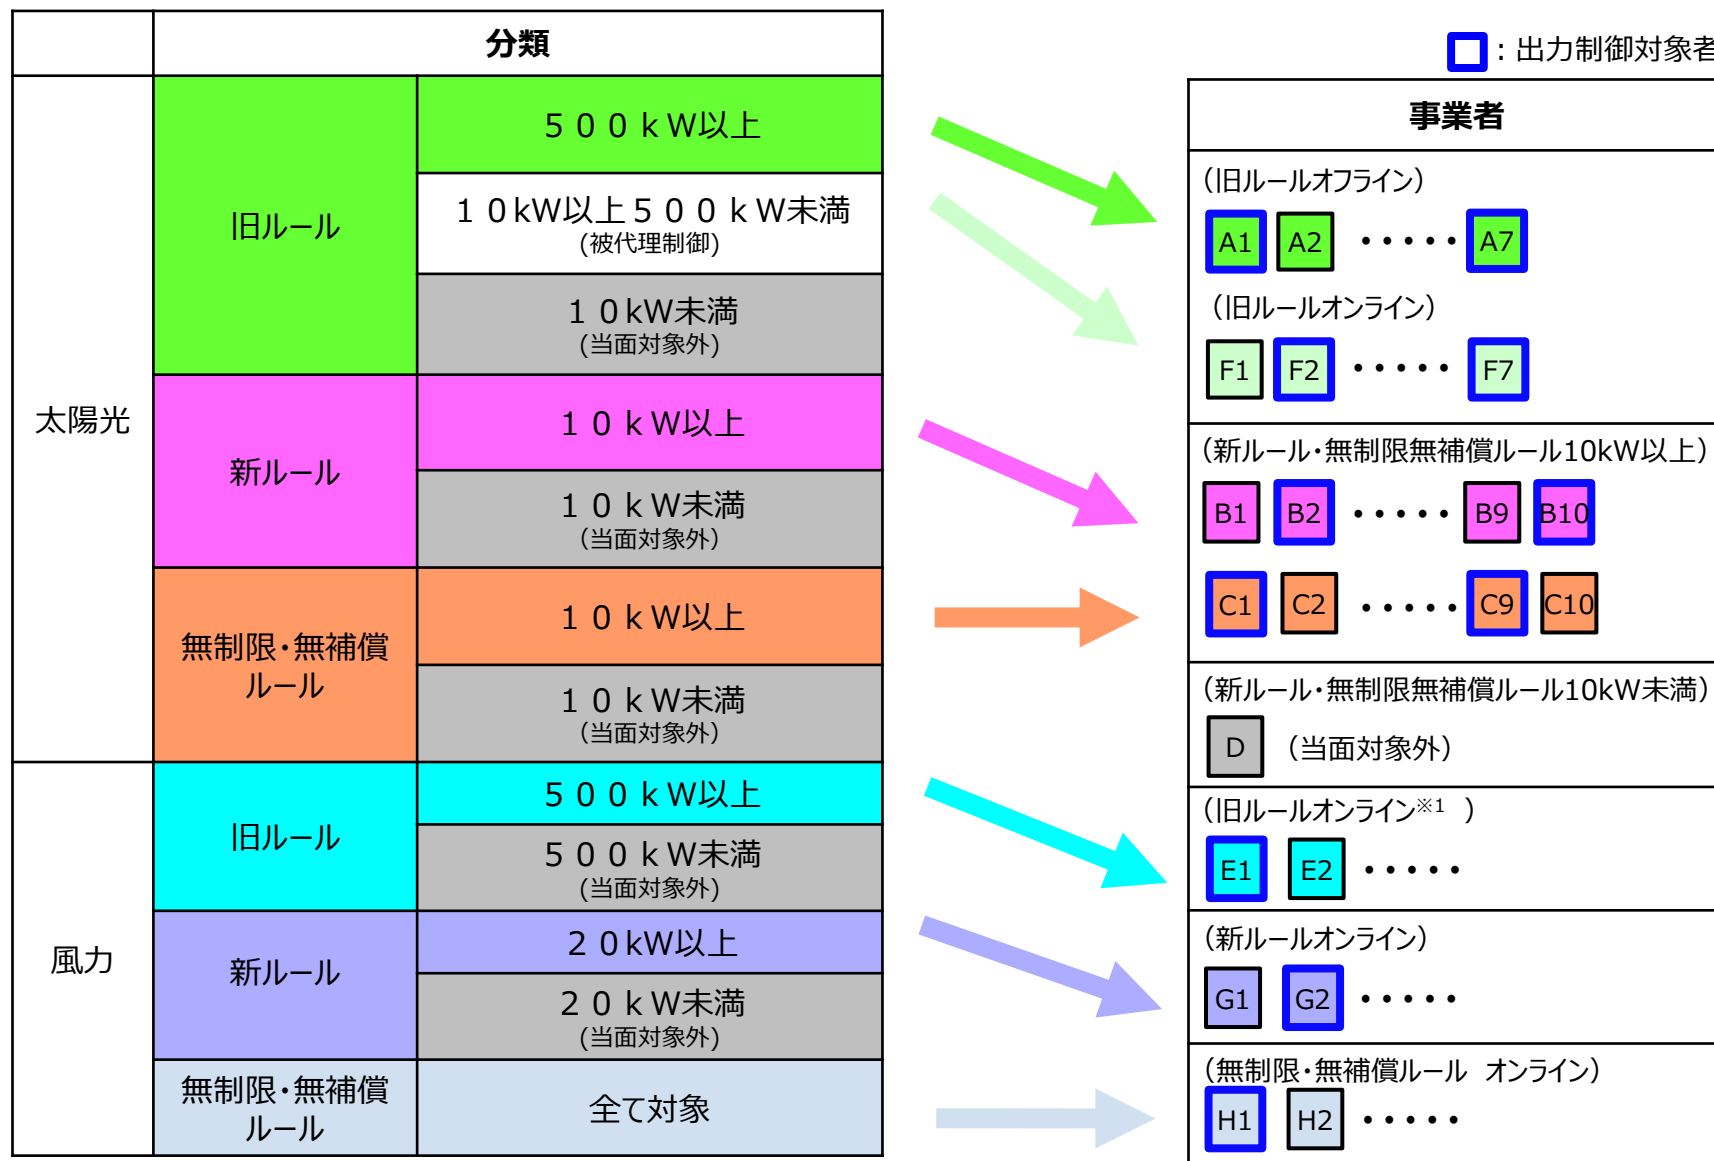 分類
太陽光
旧ルール
５００ｋW以上
１０kW以上５００ｋW未満
(被代理制御)
１０kW未満
(当面対象外)
新ルール
１０ｋW以上
１０ｋW未満
(当面対象外)
無制限・無補償
ルール
１０ｋW以上
１０ｋW未満
(当面対象外)
風力
旧ルール
５００ｋW以上
５００ｋW未満
(当面対象外)
新ルール
２０kW以上
２０ｋW未満
(当面対象外)
無制限・無補償
ルール
全て対象
：出力制御対象者
事業者
（旧ルールオフライン）
A1 A2 ・・・・・ A7
（旧ルールオンライン）
F1 F2 ・・・・・ F7
（新ルール・無制限無補償ルール10kW以上）
B1 B2 ・・・・・ B9 B10
C1 C2 ・・・・・ C9 C10
（新ルール・無制限無補償ルール10kW未満）
D （当面対象外）
（旧ルールオンライン※1 ）
E1 E2 ・・・・・
（新ルールオンライン）
G1 G2 ・・・・・
（無制限・無補償ルール オンライン）
H1 H2 ・・・・・